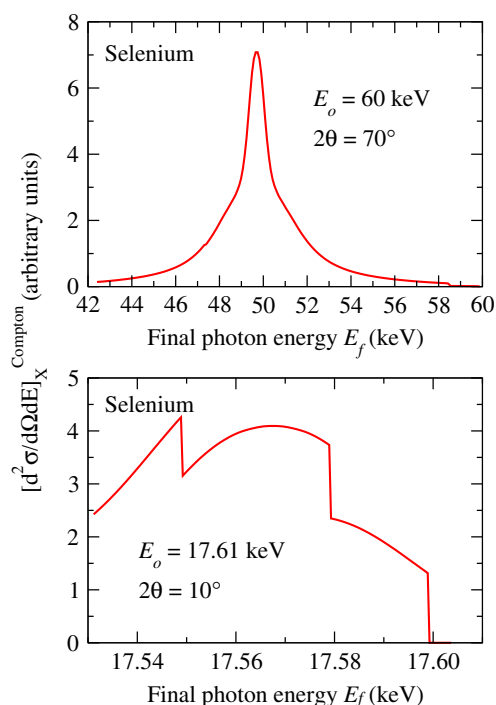 8
6
4
2
0
Selenium
E_o = 60 keV
2θ = 70°
42 44 46 48 50 52 54 56 58 60
Final photon energy E_f (keV)
[d²σ/dΩdE]_X^Compton (arbitrary units)
5
4
3
2
1
0
Selenium
E_o = 17.61 keV
2θ = 10°
17.54 17.56 17.58 17.60
Final photon energy E_f (keV)